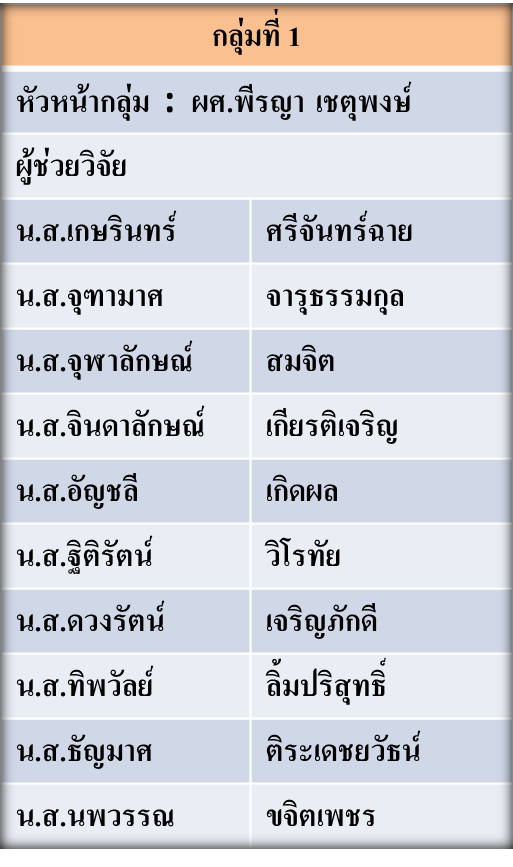 กลุ่มที่ 1
หัวหน้ากลุ่ม : ผศ.พีรญา เชตุพงษ์
ผู้ช่วยวิจัย
น.ส.เกษรินทร์ ศรีจันทร์ฉาย
น.ส.จุฑามาศ จารุธรรมกุล
น.ส.จุฬาลักษณ์ สมจิต
น.ส.จินดาลักษณ์ เกียรติเจริญ
น.ส.อัญชลี เกิดผล
น.ส.ฐิติรัตน์ วิโรทัย
น.ส.ดวงรัตน์ เจริญภักดี
น.ส.ทิพวัลย์ ลิ้มปริสุทธิ์
น.ส.ธัญมาศ ติระเดชยวัธน์
น.ส.นพวรรณ ขจิตเพชร